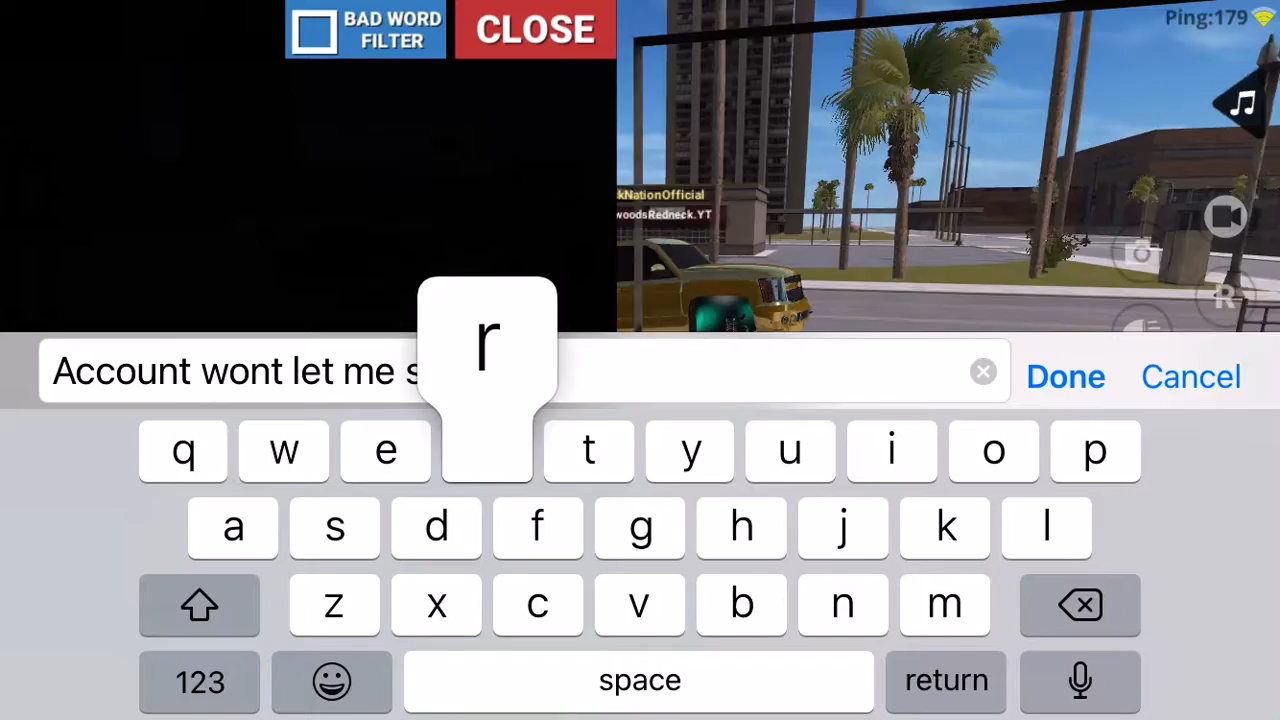 BAD WORD
FILTER
CLOSE
Ping:179
kNationOfficial
woodsRedneck.YT
R
r
Account wont let me s
Done
Cancel
q w e t y u i o p
a s d f g h j k l
z x c v b n m
123 space return